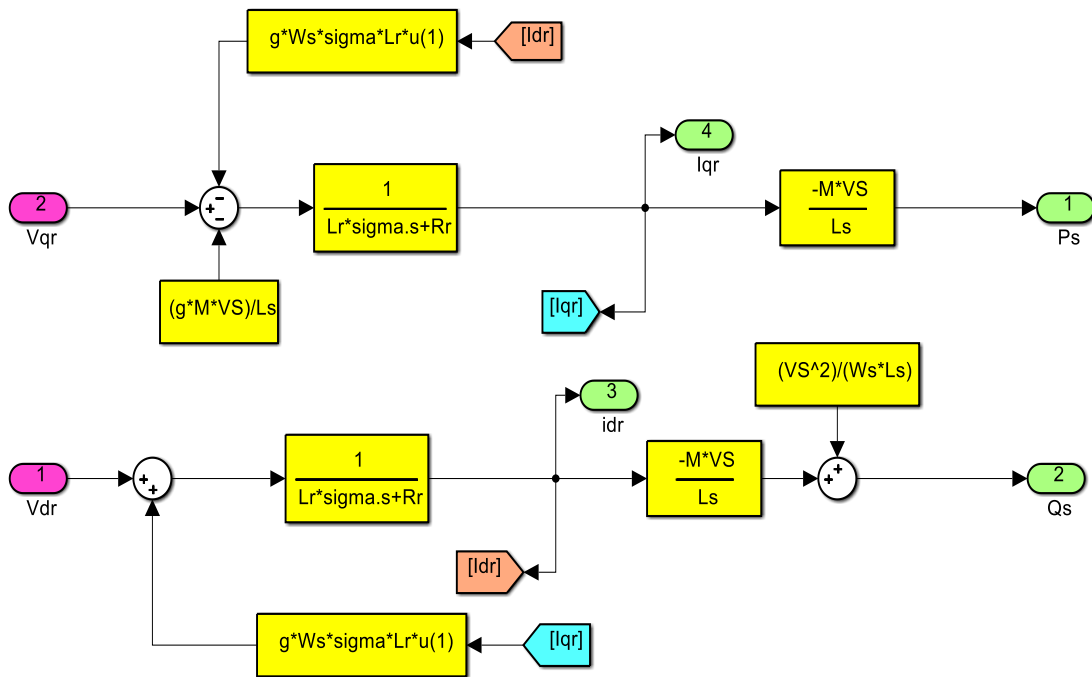 g*Ws*sigma*Lr*u(1)
[Idr]
4
Iqr
2
Vqr
+
−
−
1
Lr*sigma.s+Rr
-M*VS
Ls
1
Ps
(g*M*VS)/Ls
[Iqr]
(VS^2)/(Ws*Ls)
3
idr
1
Vdr
+
+
1
Lr*sigma.s+Rr
-M*VS
Ls
+
+
2
Qs
[Idr]
g*Ws*sigma*Lr*u(1)
[Iqr]